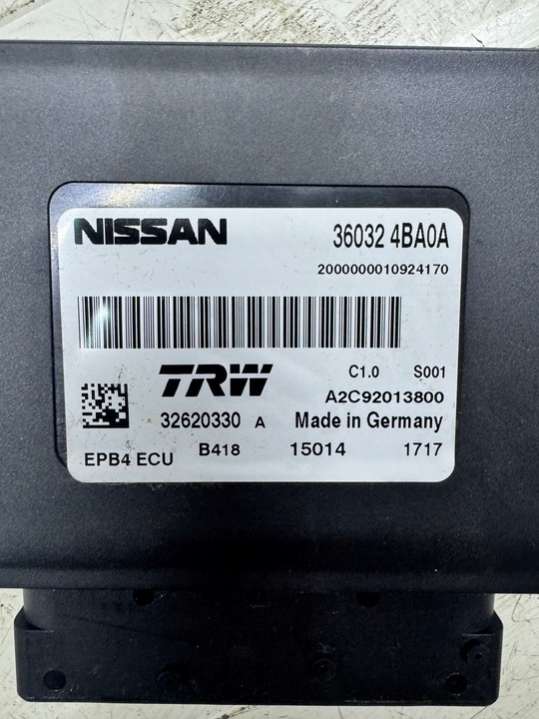 NISSAN 36032 4BA0A
2000000010924170
TRW C1.0 S001
A2C92013800
32620330 A Made in Germany
EPB4 ECU B418 15014 1717